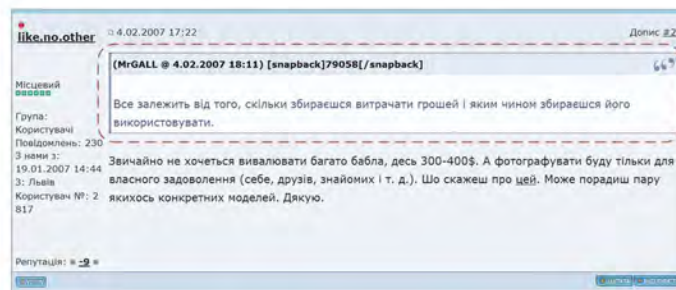 like.no.other
4.02.2007 17:22
Допис #2
(MrGALL @ 4.02.2007 18:11) [snapback]79058[/snapback]
Все залежить від того, скільки збираєшся витрачати грошей і яким чином збираєшся його
використовувати.
Місцевий
Група:
Користувачі
Повідомлень: 230
З нами з:
19.01.2007 14:44
З: Львів
Користувач №: 2
817
Звичайно не хочеться вивалювати багато бабла, десь 300-400$. А фотографувати буду тільки для
власного задоволення (себе, друзів, знайомих і т. д.). Шо скажеш про цей. Може порадиш пару
якихось конкретних моделей. Дякую.
Репутація: -9